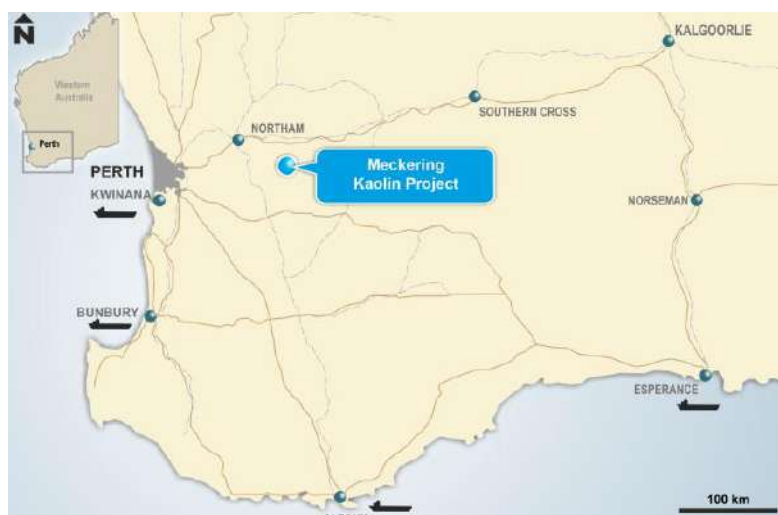 N
KALGOORLIE
Western
Australia
Perth
SOUTHERN CROSS
NORTHAM
Meckering
Kaolin Project
PERTH
KWINANA
NORSEMAN
BUNBURY
ESPERANCE
100 km